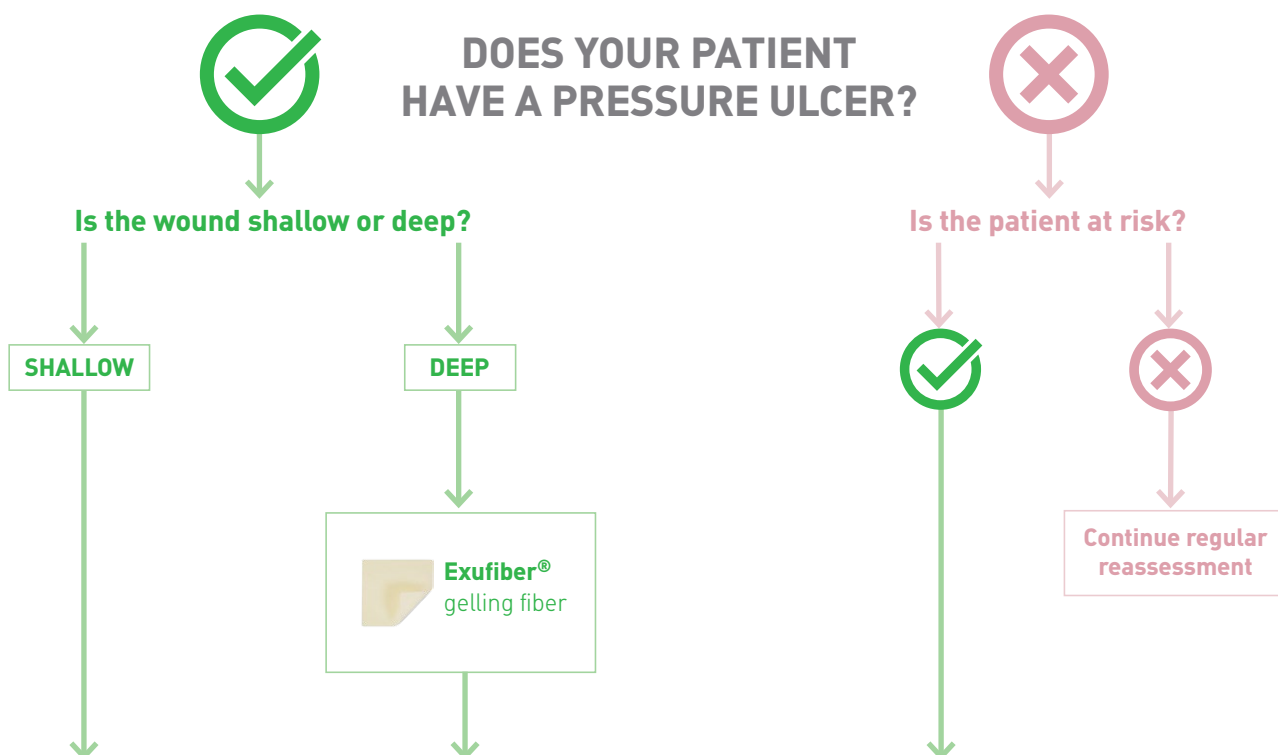 DOES YOUR PATIENT
HAVE A PRESSURE ULCER?
Is the wound shallow or deep?
Is the patient at risk?
SHALLOW
DEEP
Exufiber®
gelling fiber
Continue regular
reassessment